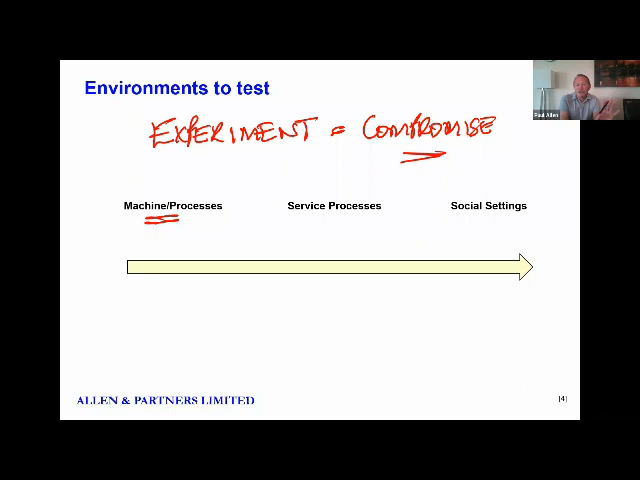 Environments to test
EXPERIMENT = COMPROMISE
Machine/Processes Service Processes Social Settings
ALLEN & PARTNERS LIMITED
[4]
Paul Allen